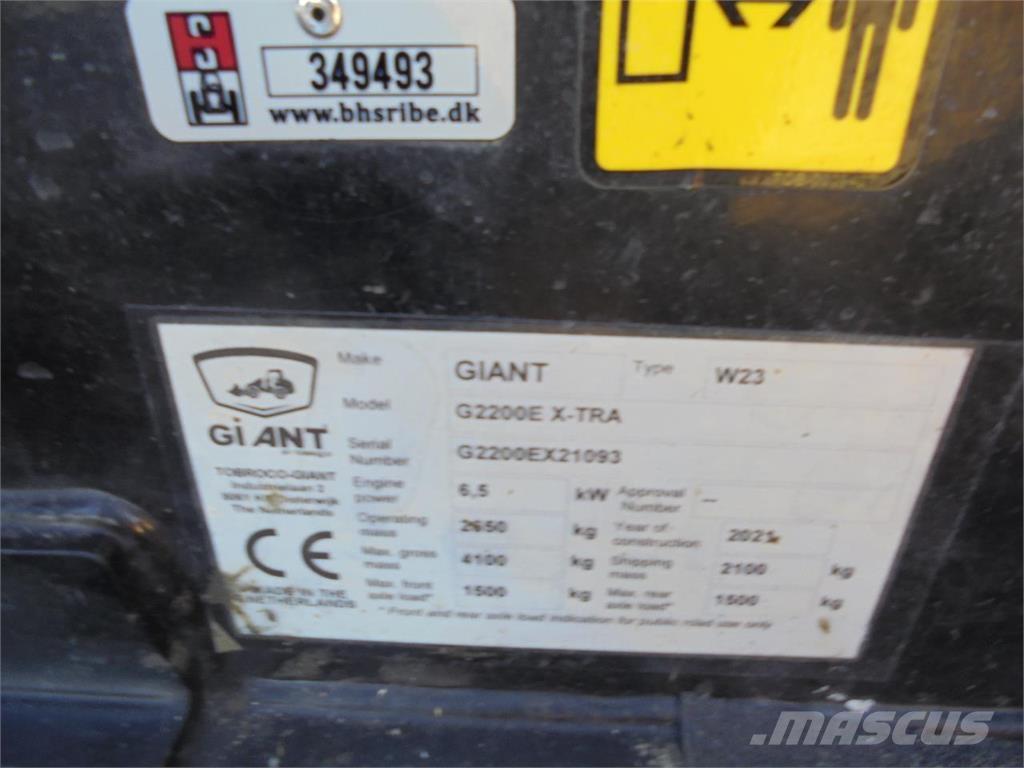 349493
www.bhsribe.dk
GiANT
TOBROCO-GIANT
Industrielaan 2
The Netherlands
CE
MADE IN THE
NETHERLANDS
Make GIANT Type W23
Model G2200E X-TRA
Serial Number G2200EX21093
Engine power 6,5 kW Approval Number --
Operating mass 2650 kg Year of construction 2021
Max. gross mass 4100 kg Shipping mass 2100 kg
Max. front axle load* 1500 kg Max. rear axle load* 1500 kg
* Front and rear axle load indication for public road use only
MASCUS